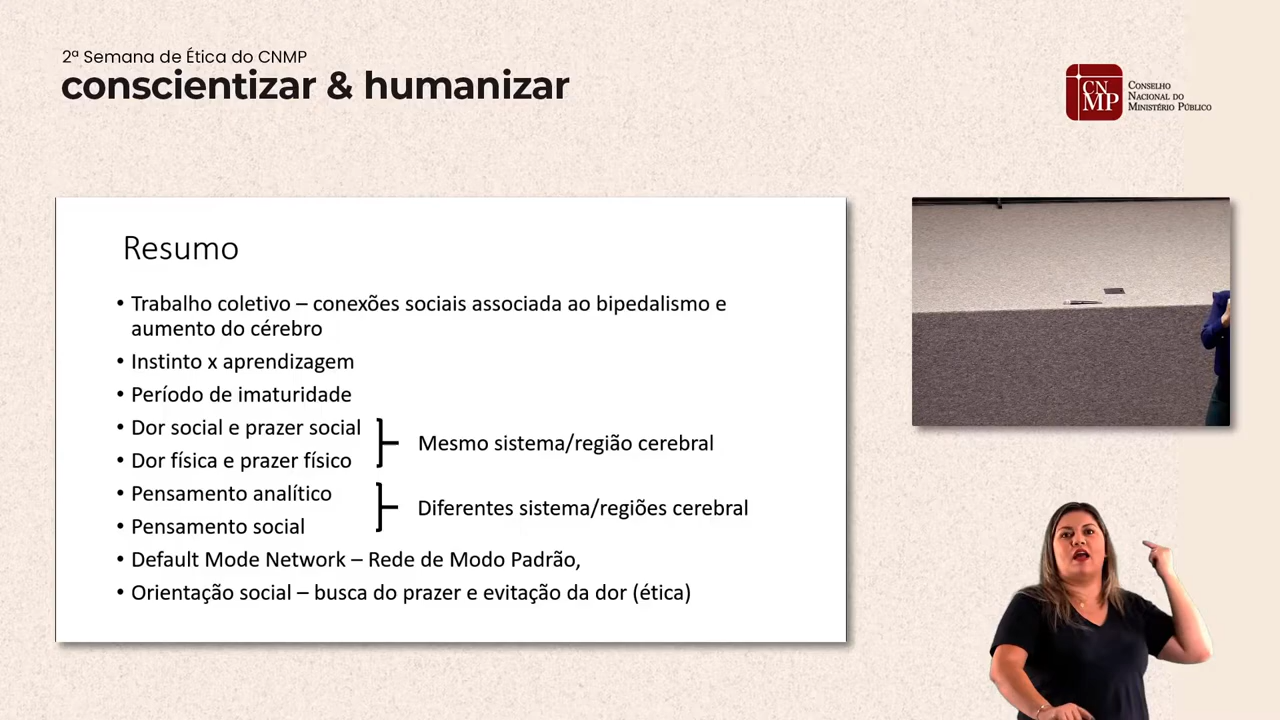 2ª Semana de Ética do CNMP
conscientizar & humanizar
CN
MP
Conselho
Nacional do
Ministério Público
Resumo
• Trabalho coletivo – conexões sociais associada ao bipedalismo e
aumento do cérebro
• Instinto x aprendizagem
• Período de imaturidade
• Dor social e prazer social
• Dor física e prazer físico
Mesmo sistema/região cerebral
• Pensamento analítico
• Pensamento social
Diferentes sistema/regiões cerebral
• Default Mode Network – Rede de Modo Padrão,
• Orientação social – busca do prazer e evitação da dor (ética)